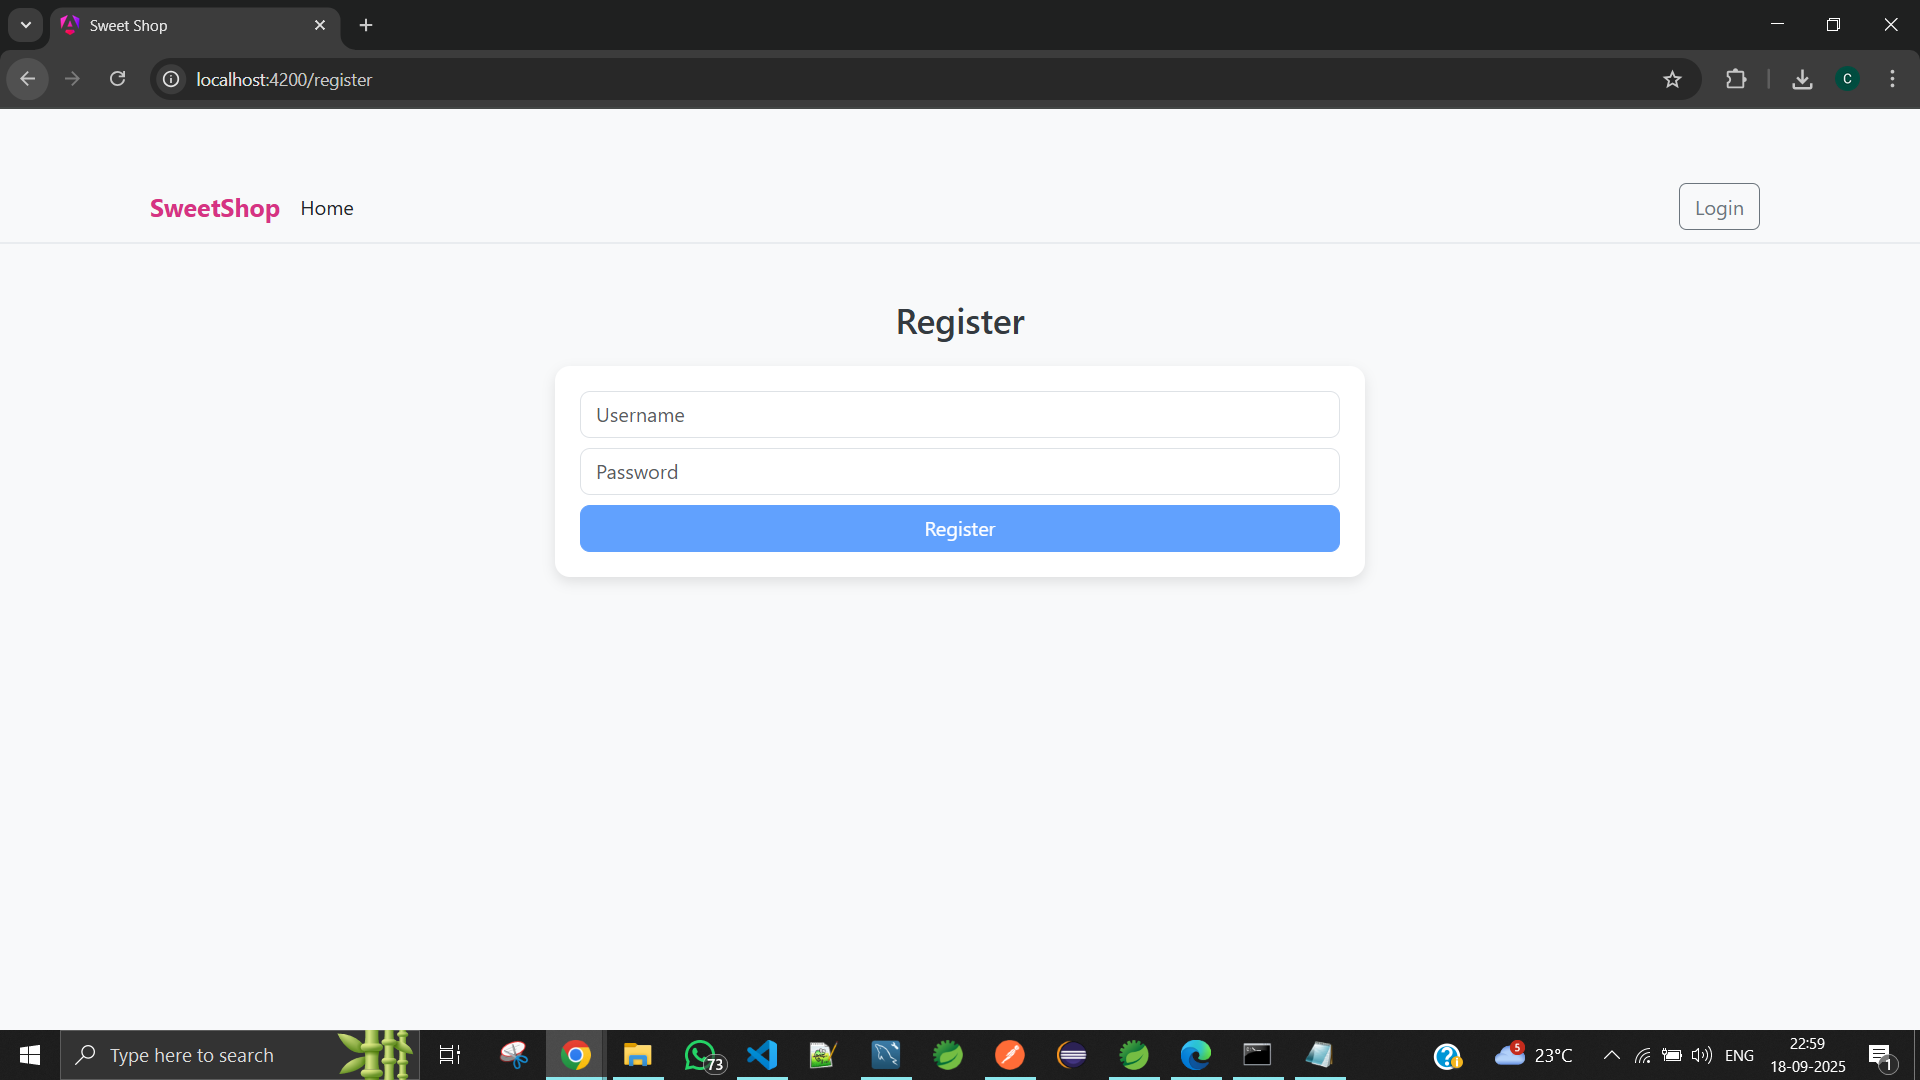 Sweet Shop
localhost:4200/register
C
SweetShop Home Login
Register
Username
Password
Register
Type here to search
73
5
23°C
ENG
22:59
18-09-2025
1